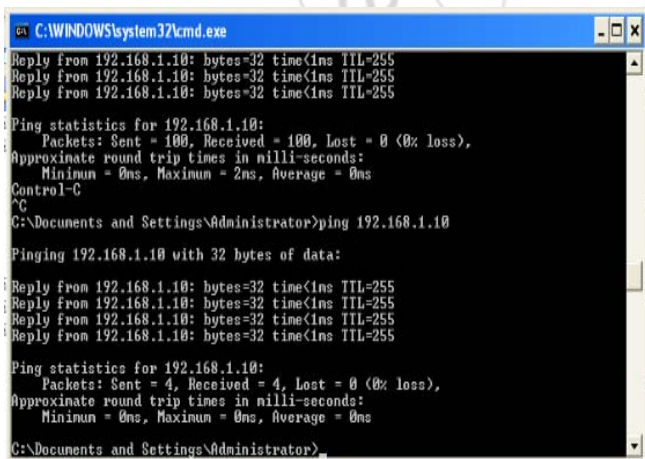 C:\WINDOWS\system32\cmd.exe
Reply from 192.168.1.10: bytes=32 time<1ms TTL=255
Reply from 192.168.1.10: bytes=32 time<1ms TTL=255
Reply from 192.168.1.10: bytes=32 time<1ms TTL=255
Ping statistics for 192.168.1.10:
Packets: Sent = 100, Received = 100, Lost = 0 (0% loss),
Approximate round trip times in milli-seconds:
Minimum = 0ms, Maximum = 2ms, Average = 0ms
Control-C
^C
C:\Documents and Settings\Administrator>ping 192.168.1.10
Pinging 192.168.1.10 with 32 bytes of data:
Reply from 192.168.1.10: bytes=32 time<1ms TTL=255
Reply from 192.168.1.10: bytes=32 time<1ms TTL=255
Reply from 192.168.1.10: bytes=32 time<1ms TTL=255
Reply from 192.168.1.10: bytes=32 time<1ms TTL=255
Ping statistics for 192.168.1.10:
Packets: Sent = 4, Received = 4, Lost = 0 (0% loss),
Approximate round trip times in milli-seconds:
Minimum = 0ms, Maximum = 0ms, Average = 0ms
C:\Documents and Settings\Administrator>_